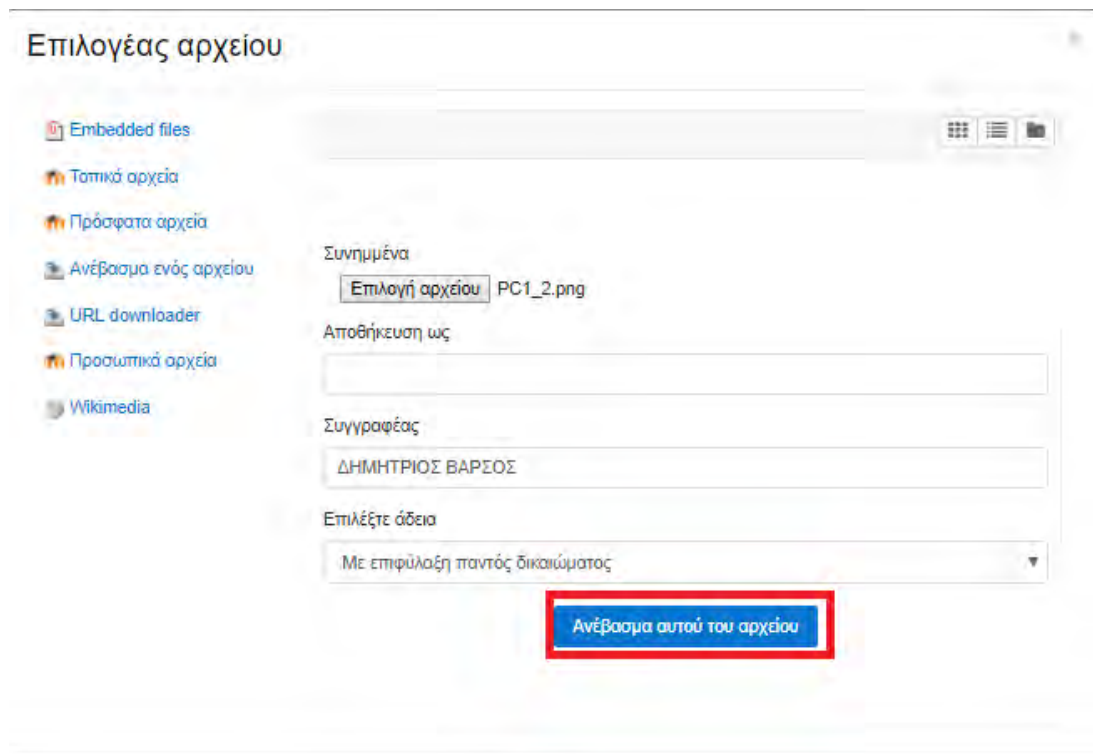 Επιλογέας αρχείου
Embedded files
Τοπικά αρχεία
Πρόσφατα αρχεία
Ανέβασμα ενός αρχείου
URL downloader
Προσωπικά αρχεία
Wikimedia
Συνημμένα
Επιλογή αρχείου PC1_2.png
Αποθήκευση ως
Συγγραφέας
ΔΗΜΗΤΡΙΟΣ ΒΑΡΣΟΣ
Επιλέξτε άδεια
Με επιφύλαξη παντός δικαιώματος
Ανέβασμα αυτού του αρχείου